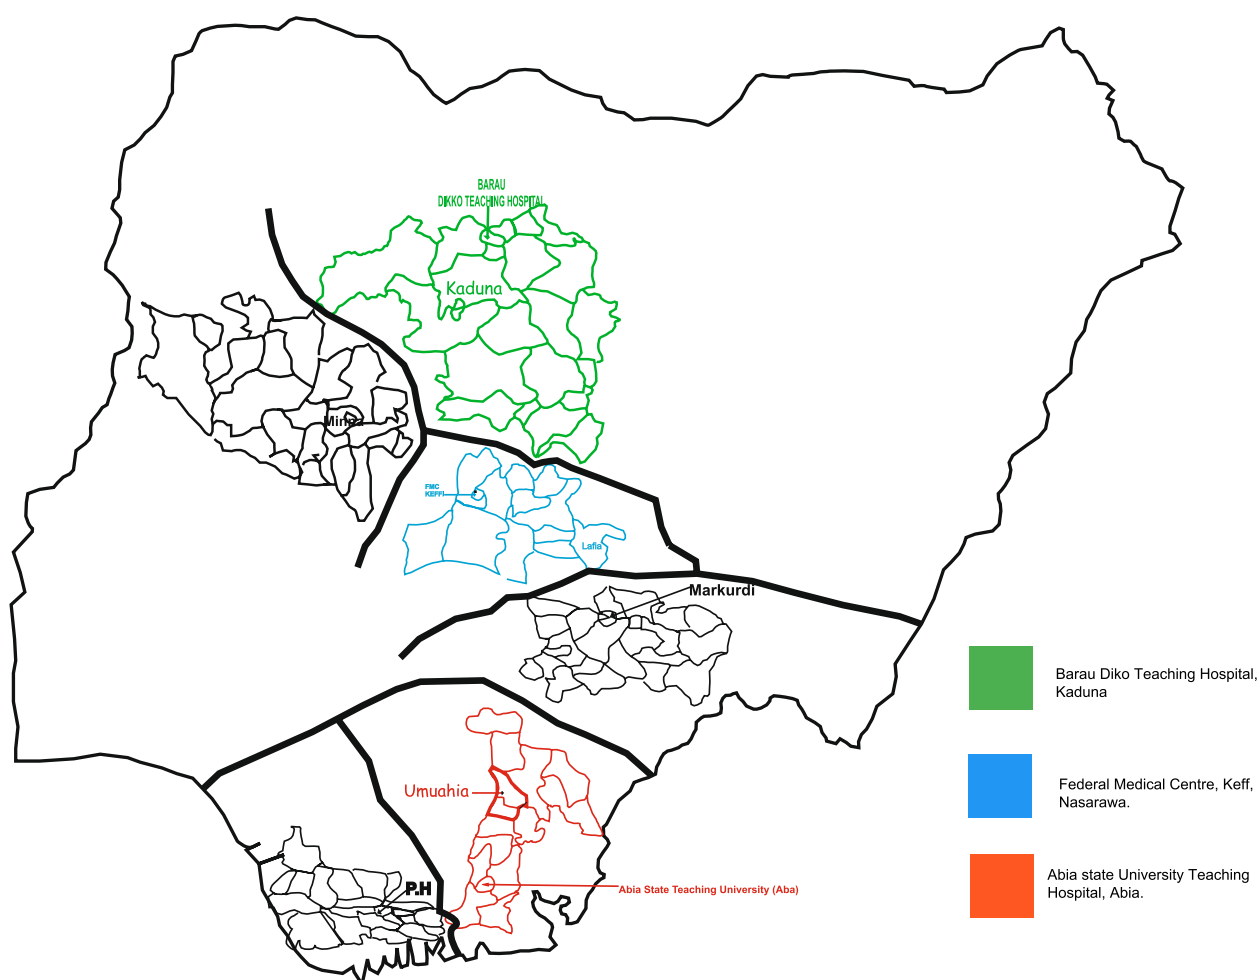 BARAU
DIKKO TEACHING HOSPITAL
Kaduna
Minna
FMC
KEFFI
Lafia
Markurdi
Umuahia
P.H
Abia State Teaching University (Aba)
Barau Diko Teaching Hospital,
Kaduna
Federal Medical Centre, Keff,
Nasarawa.
Abia state University Teaching
Hospital, Abia.